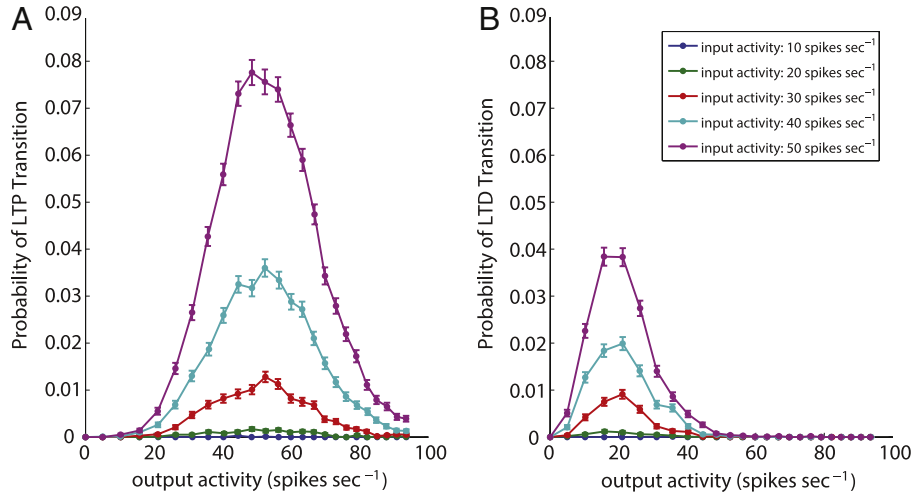 A
0.09
0.08
0.07
0.06
0.05
0.04
0.03
0.02
0.01
0
Probability of LTP Transition
0 20 40 60 80 100
output activity (spikes sec⁻¹)
B
0.09
0.08
0.07
0.06
0.05
0.04
0.03
0.02
0.01
0
Probability of LTD Transition
0 20 40 60 80 100
output activity (spikes sec⁻¹)
input activity: 10 spikes sec⁻¹
input activity: 20 spikes sec⁻¹
input activity: 30 spikes sec⁻¹
input activity: 40 spikes sec⁻¹
input activity: 50 spikes sec⁻¹